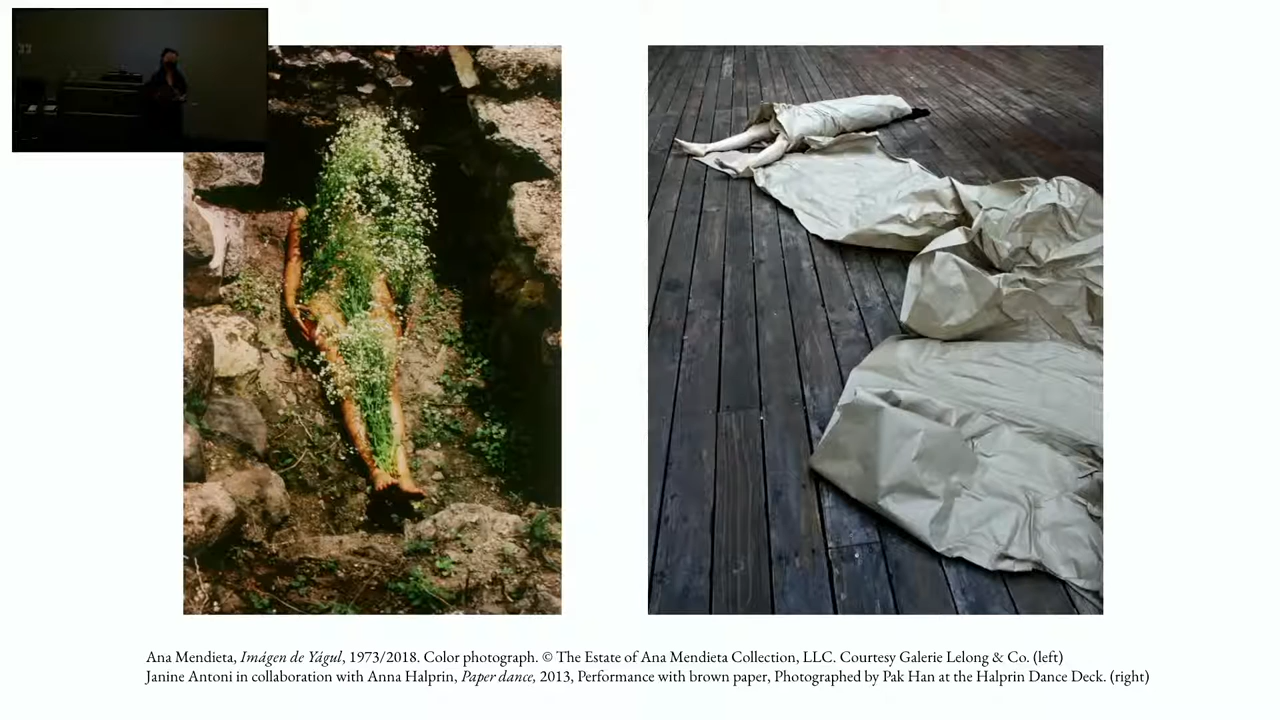 Ana Mendieta, Imágen de Yágul, 1973/2018. Color photograph. © The Estate of Ana Mendieta Collection, LLC. Courtesy Galerie Lelong & Co. (left)
Janine Antoni in collaboration with Anna Halprin, Paper dance, 2013, Performance with brown paper, Photographed by Pak Han at the Halprin Dance Deck. (right)